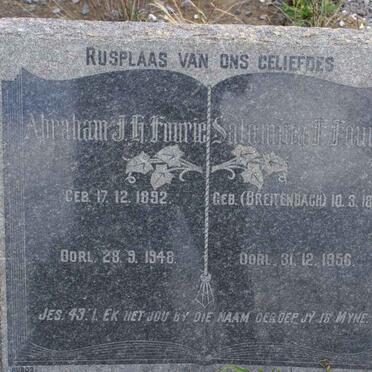 RUSPLAAS VAN ONS GELIEFDES
Abraham J.H. Fourie
GEB. 17.12.1892.
OORL. 28.9.1948.
GEB. (BREITENBACH) 10.3.18
OORL. 31.12.1956.
JES. 43:1. EK HET JOU BY DIE NAAM GEROEP JY IS MYNE.